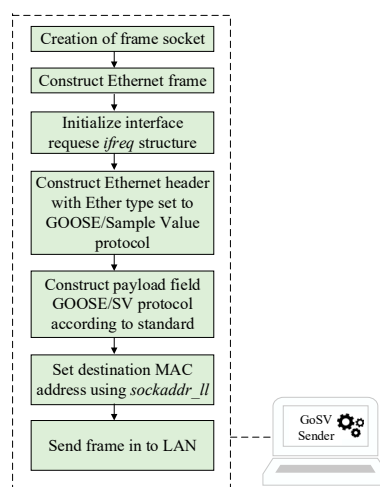 Creation of frame socket
Construct Ethernet frame
Initialize interface
requese ifreq structure
Construct Ethernet header
with Ether type set to
GOOSE/Sample Value
protocol
Construct payload field
GOOSE/SV protocol
according to standard
Set destination MAC
address using sockaddr_ll
Send frame in to LAN
GoSV
Sender